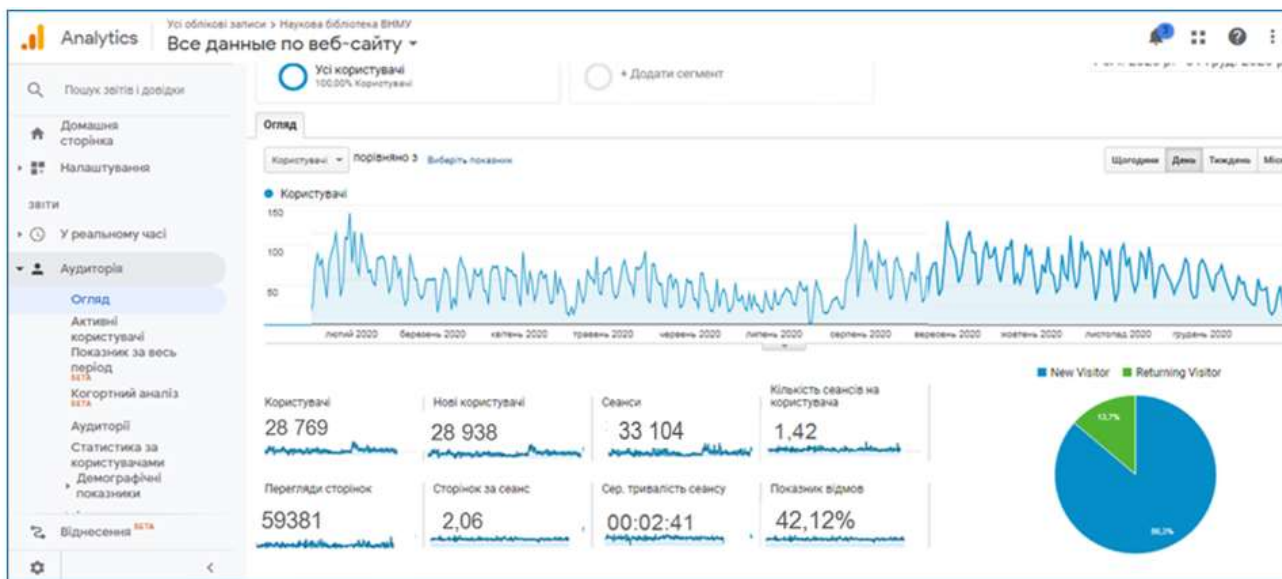 Analytics
Усі облікові записи > Наукова бібліотека ВНМУ
Все данные по веб-сайту
3
Пошук звітів і довідки
Домашня
сторінка
Налаштування
ЗВІТИ
У реальному часі
Аудиторія
Огляд
Активні
користувачі
Показник за весь
період
BETA
Когортний аналіз
BETA
Аудиторії
Статистика за
користувачами
Демографічні
показники
Віднесення BETA
Усі користувачі
100,00% Користувачі
+ Додати сегмент
Огляд
Користувачі порівняно з Виберіть показник
Щогодини День Тиждень
Користувачі
150
100
50
лютий 2020 березень 2020 квітень 2020 травень 2020 червень 2020 липень 2020 серпень 2020 вересень 2020 жовтень 2020 листопад 2020 грудень 2020
New Visitor Returning Visitor
13,7%
86,3%
Користувачі
28 769
Нові користувачі
28 938
Сеанси
33 104
Кількість сеансів на
користувача
1,42
Перегляди сторінок
59381
Сторінок за сеанс
2,06
Сер. тривалість сеансу
00:02:41
Показник відмов
42,12%